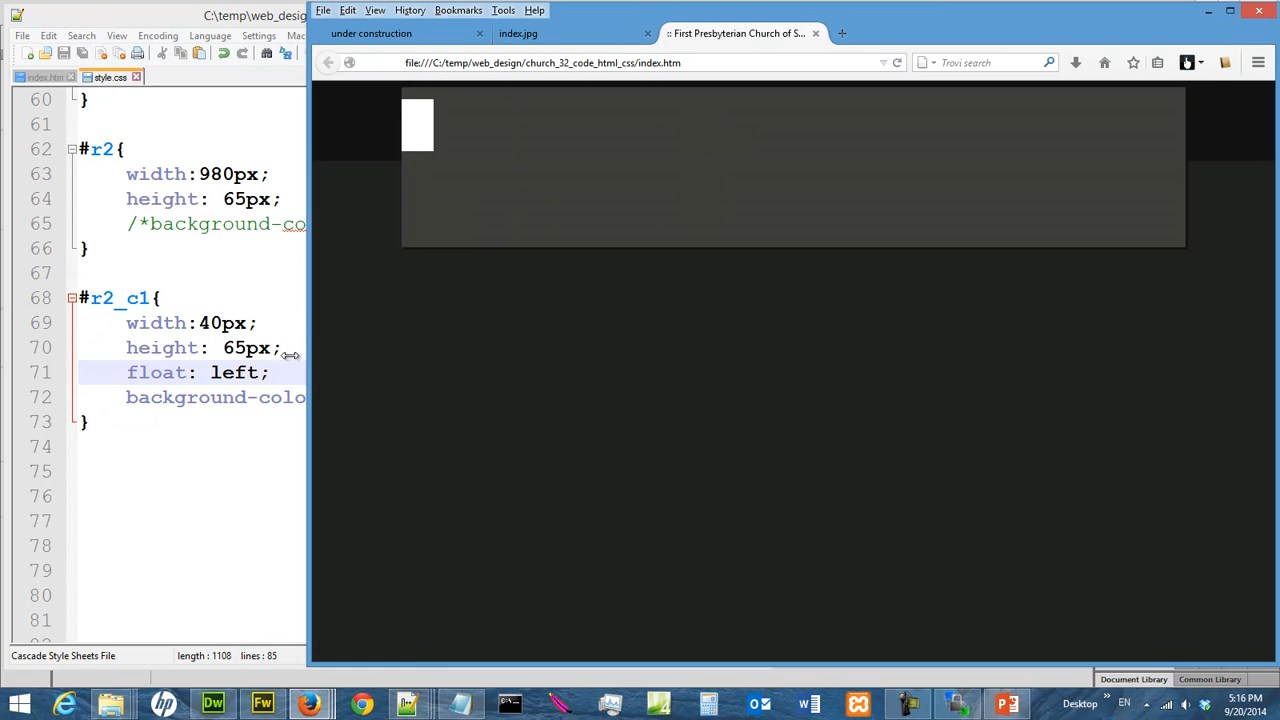 C:\temp\web_desig
File Edit Search View Encoding Language Settings Mac
index.htm style.css
60 }
61
62 #r2{
63 width:980px;
64 height: 65px;
65 /*background-co
66 }
67
68 #r2_c1{
69 width:40px;
70 height: 65px;
71 float: left;
72 background-colo
73 }
74
75
76
77
78
79
80
81
Cascade Style Sheets File length : 1108 lines : 85
File Edit View History Bookmarks Tools Help
under construction index.jpg :: First Presbyterian Church of S...
file:///C:/temp/web_design/church_32_code_html_css/index.htm Trovi search
Document Library Common Library
Desktop EN 5:16 PM
9/20/2014